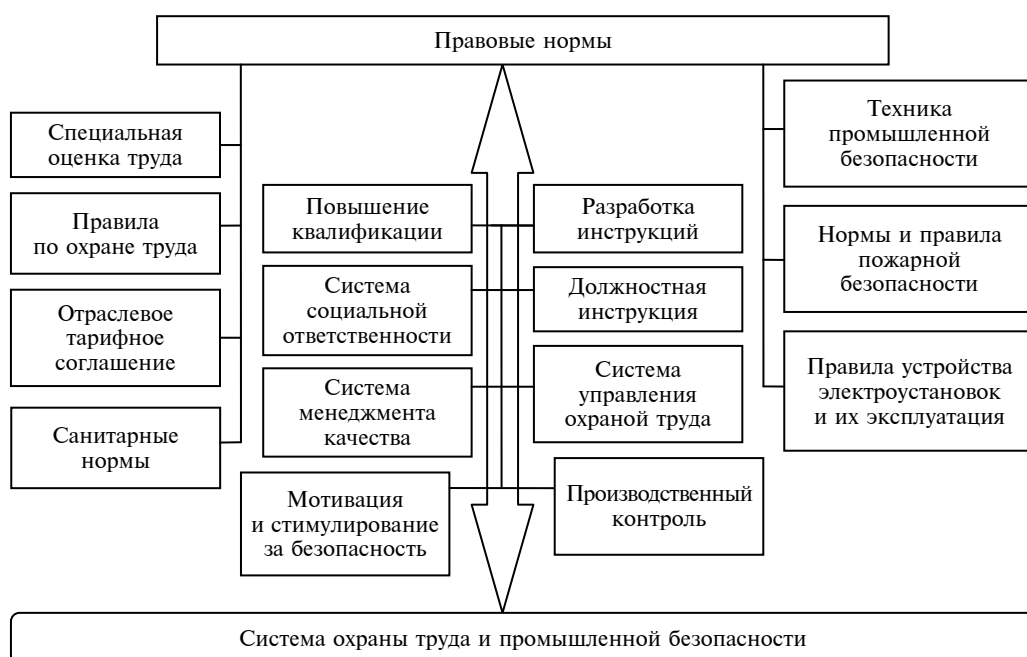 Правовые нормы
Специальная
оценка труда
Правила
по охране труда
Отраслевое
тарифное
соглашение
Санитарные
нормы
Повышение
квалификации
Система
социальной
ответственности
Система
менеджмента
качества
Мотивация
и стимулирование
за безопасность
Разработка
инструкций
Должностная
инструкция
Система
управления
охраной труда
Производственный
контроль
Техника
промышленной
безопасности
Нормы и правила
пожарной
безопасности
Правила устройства
электроустановок
и их эксплуатация
Система охраны труда и промышленной безопасности